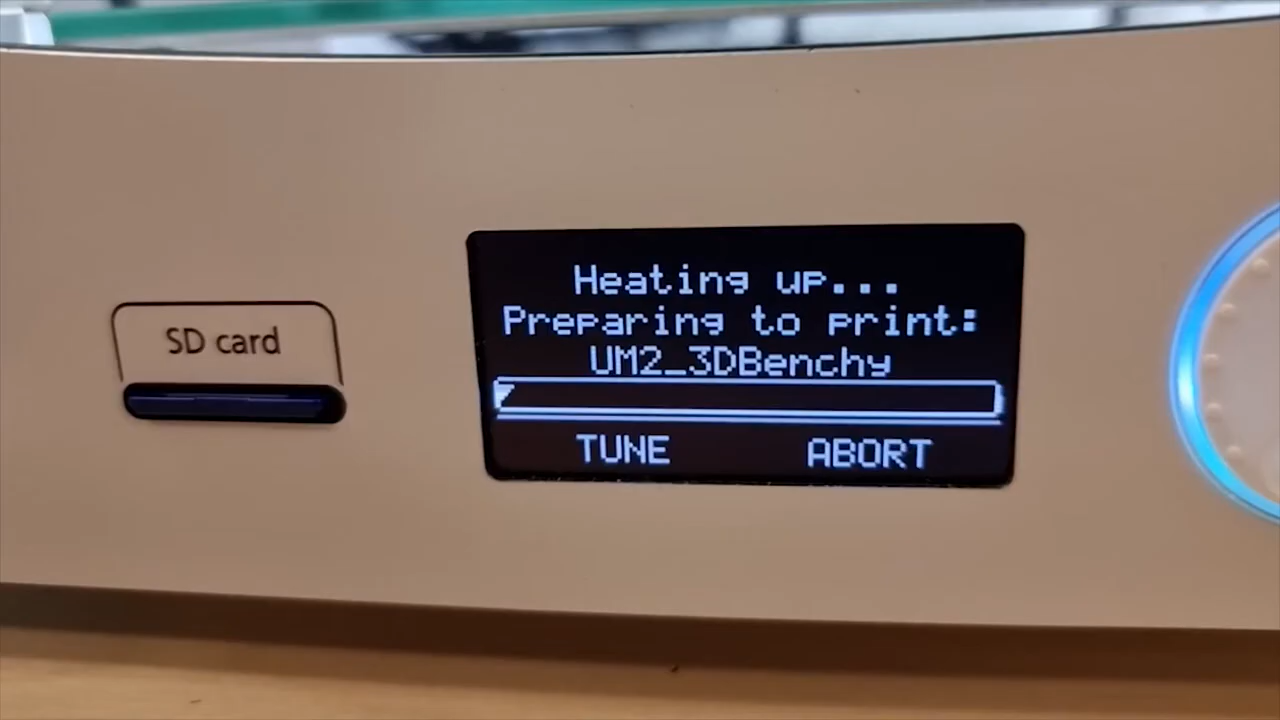 SD card
Heating up...
Preparing to print:
UM2_3DBenchy
TUNE ABORT